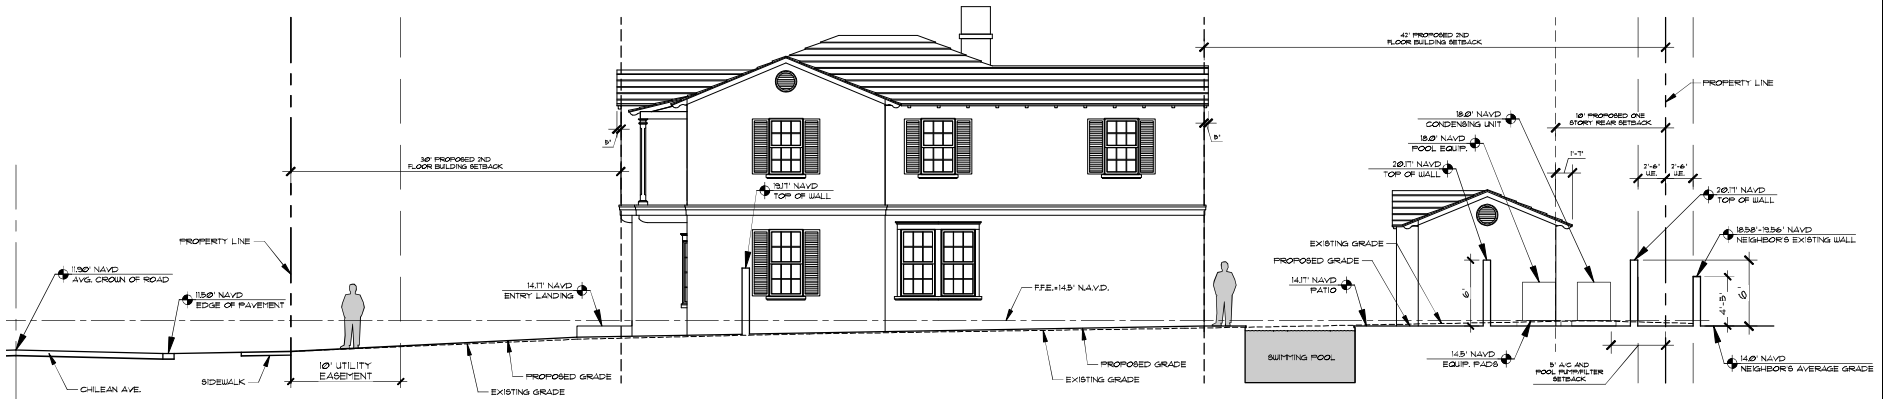 42' PROPOSED 2ND
FLOOR BUILDING SETBACK
PROPERTY LINE
18.0' NAVD
CONDENSING UNIT
10' PROPOSED ONE
STORY REAR SETBACK
18.0' NAVD
POOL EQUIP.
20.17' NAVD
TOP OF WALL
1'-7"
2'-6"
U.E.
2'-6"
U.E.
20.17' NAVD
TOP OF WALL
18.58'-19.56' NAVD
NEIGHBOR'S EXISTING WALL
30' PROPOSED 2ND
FLOOR BUILDING SETBACK
19.17' NAVD
TOP OF WALL
PROPERTY LINE
EXISTING GRADE
PROPOSED GRADE
11.90' NAVD
AVG. CROWN OF ROAD
11.50' NAVD
EDGE OF PAVEMENT
14.17' NAVD
ENTRY LANDING
F.F.E.=14.5' N.A.V.D.
14.17' NAVD
PATIO
6'
6'
SWIMMING POOL
14.5' NAVD
EQUIP. PADS
5' A/C AND
POOL PUMP/FILTER
SETBACK
14.0' NAVD
NEIGHBOR'S AVERAGE GRADE
CHILEAN AVE.
SIDEWALK
10' UTILITY
EASEMENT
PROPOSED GRADE
EXISTING GRADE
PROPOSED GRADE
EXISTING GRADE